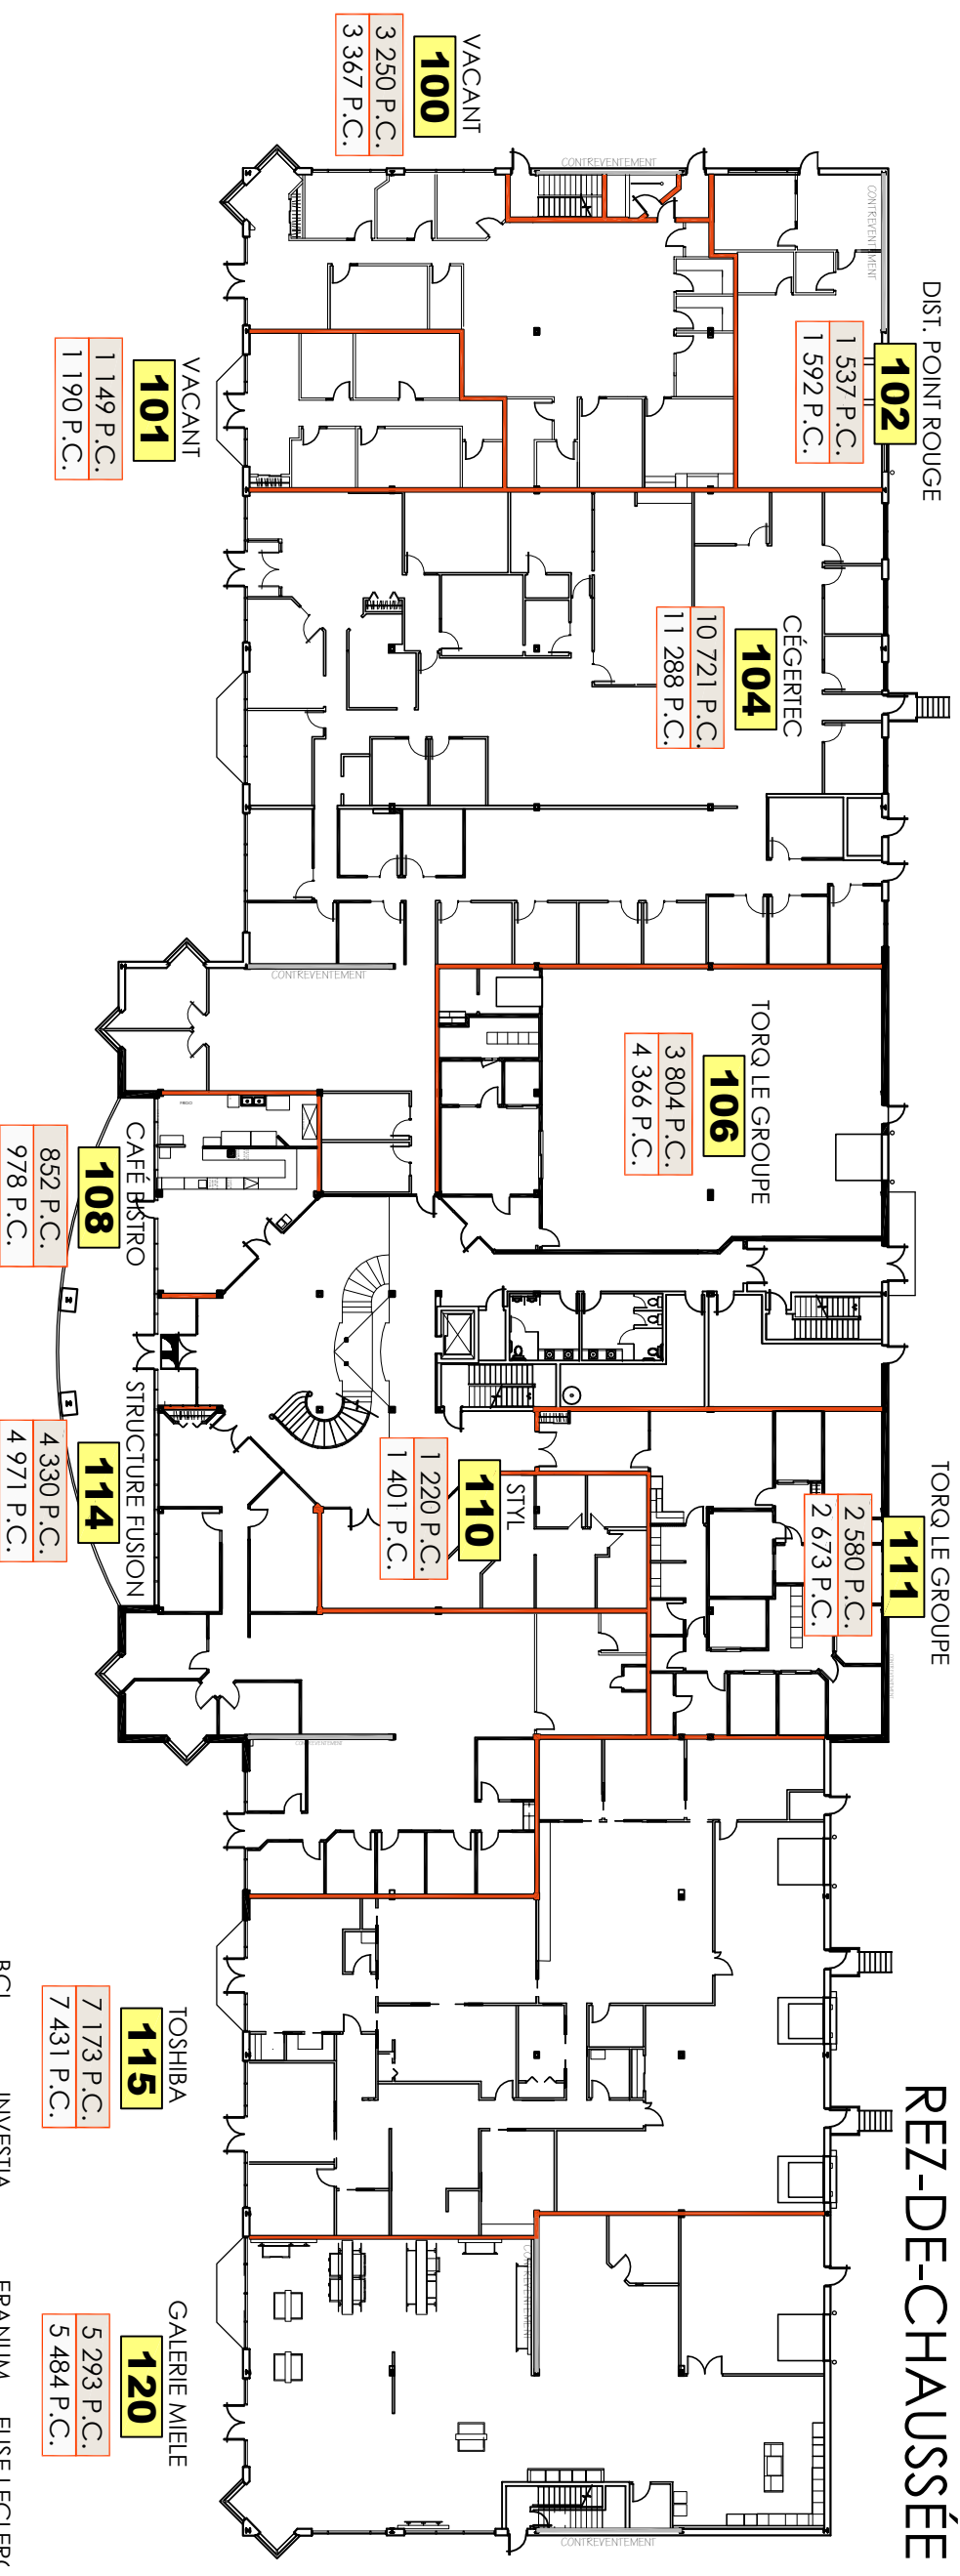 REZ-DE-CHAUSSÉE
VACANT
100
3 250 P.C.
3 367 P.C.
VACANT
101
1 149 P.C.
1 190 P.C.
DIST. POINT ROUGE
102
1 537 P.C.
1 592 P.C.
CÉGERTEC
104
10 721 P.C.
11 288 P.C.
TORQ LE GROUPE
106
3 804 P.C.
4 366 P.C.
CAFÉ BISTRO
108
852 P.C.
978 P.C.
STYL
110
1 220 P.C.
1 401 P.C.
TORQ LE GROUPE
111
2 580 P.C.
2 673 P.C.
STRUCTURE FUSION
114
4 330 P.C.
4 971 P.C.
TOSHIBA
115
7 173 P.C.
7 431 P.C.
GALERIE MIELE
120
5 293 P.C.
5 484 P.C.
CONTREVENTEMENT
CONTREVENTEMENT
CONTREVENTEMENT
CONTREVENTEMENT
CONTREVENTEMENT
CONTREVENTEMENT